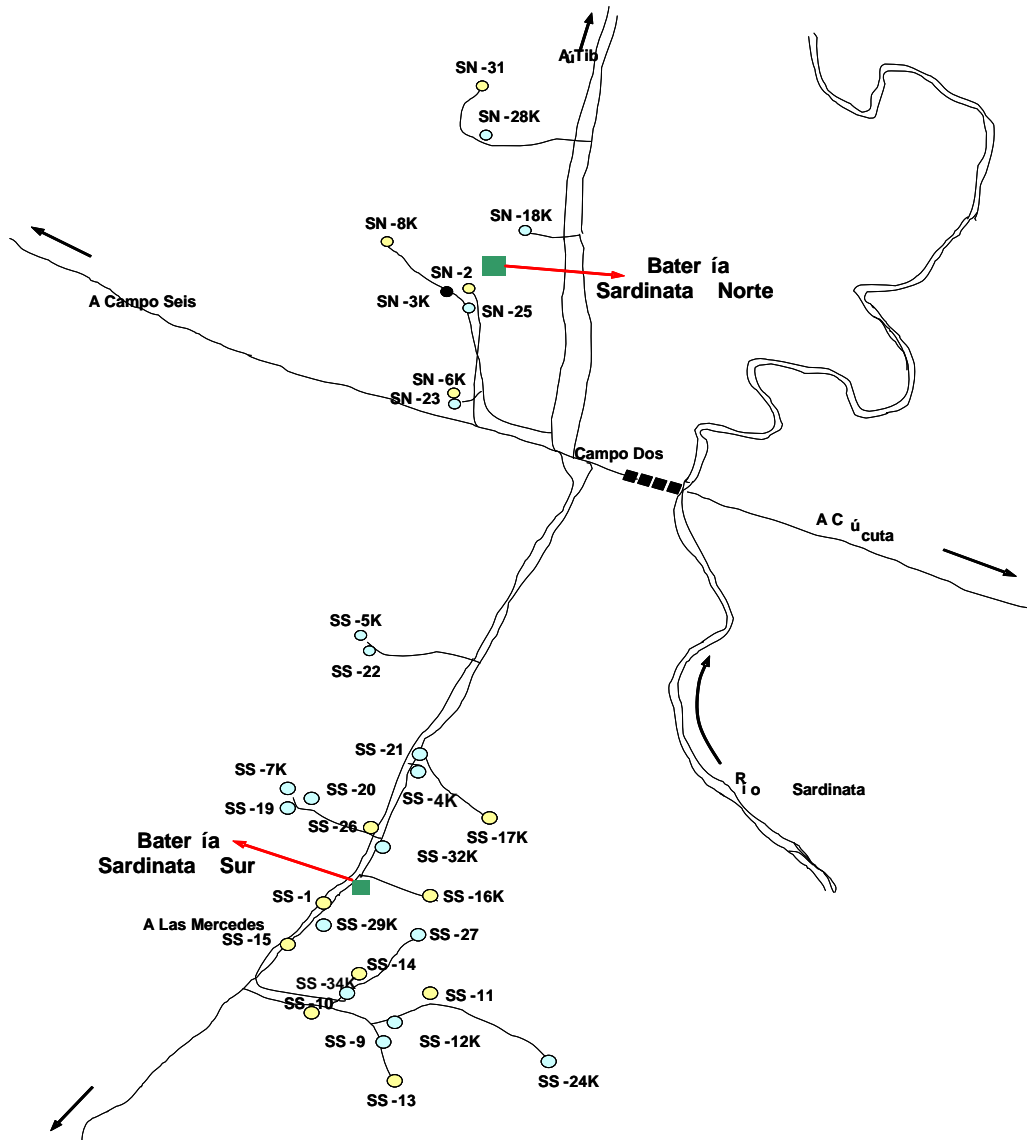 A úTib
SN -31
SN -28K
SN -18K
SN -8K
SN -2
Bater ía
Sardinata Norte
SN -3K
SN -25
A Campo Seis
SN -6K
SN -23
Campo Dos
A C ú cuta
SS -5K
SS -22
SS -21
SS -7K
SS -20
SS -4K
SS -19
SS -26
SS -17K
Bater ía
Sardinata Sur
SS -32K
SS -1
SS -16K
A Las Mercedes
SS -29K
SS -27
SS -15
SS -14
SS -34K
SS -11
SS -10
SS -9
SS -12K
SS -24K
SS -13
R i o Sardinata